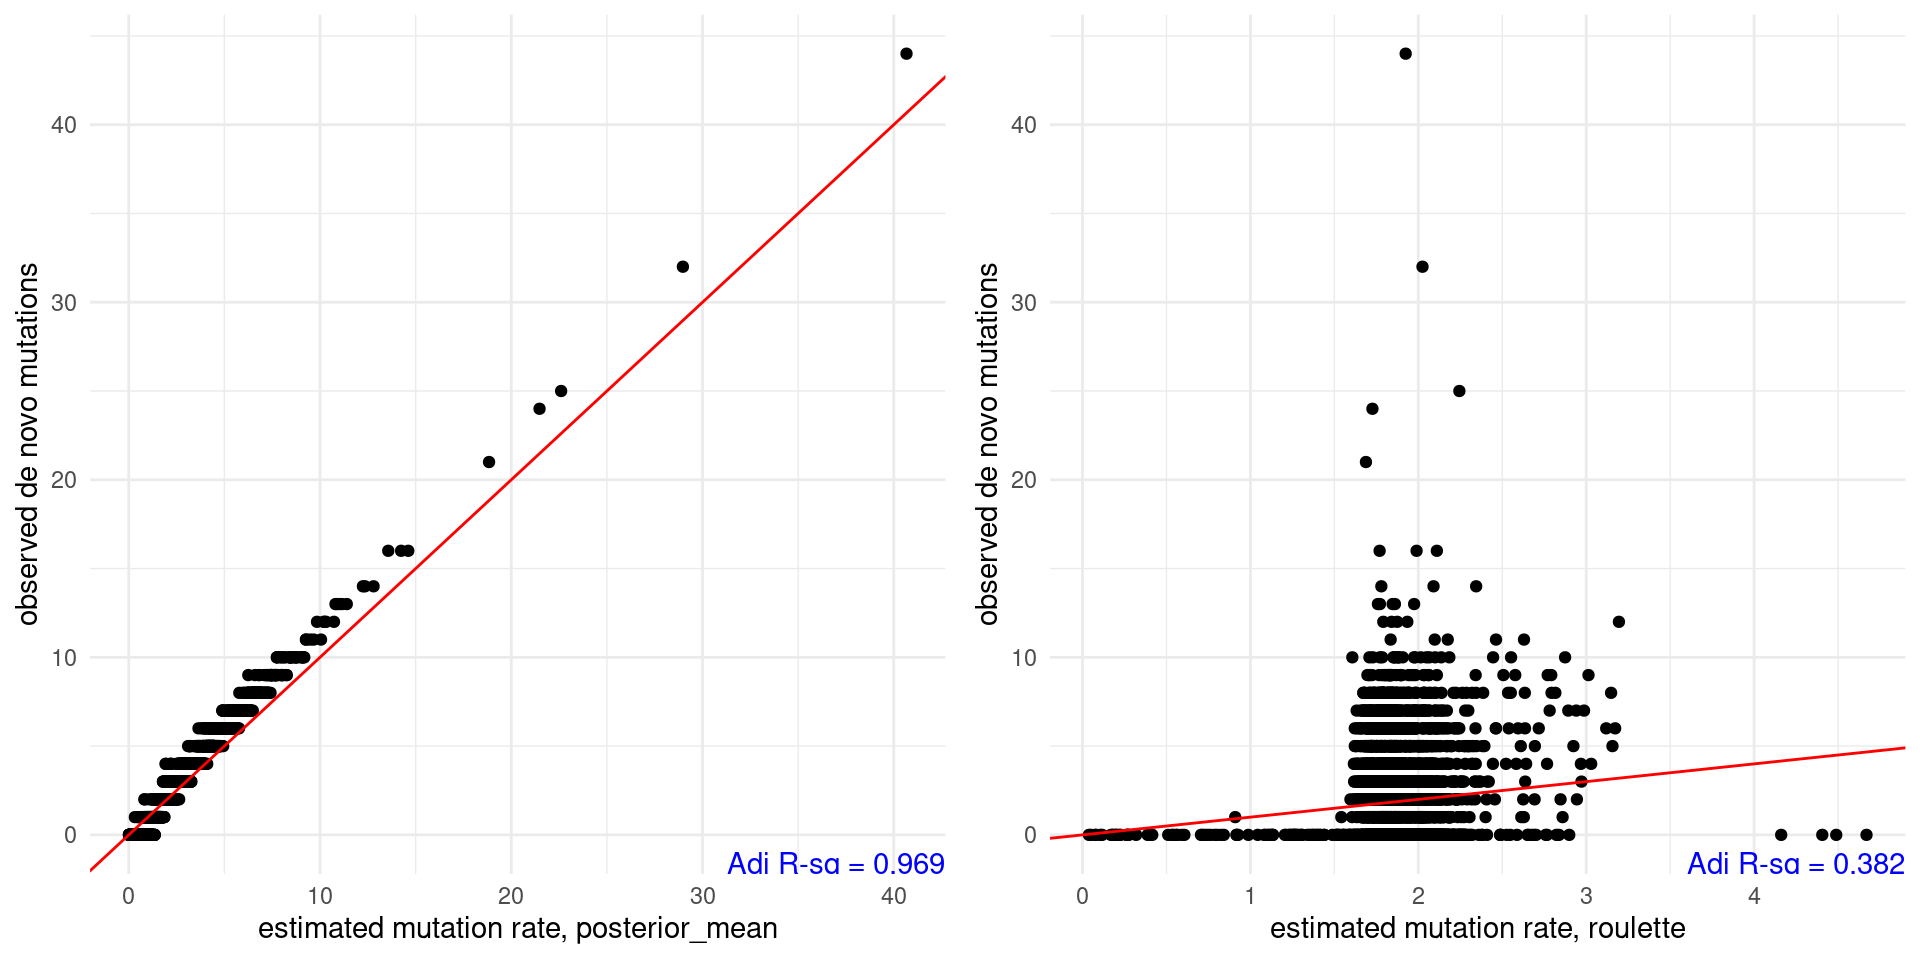 observed de novo mutations
40
30
20
10
0
Adj R-sq = 0.969
0 10 20 30 40
estimated mutation rate, posterior_mean
observed de novo mutations
40
30
20
10
0
Adj R-sq = 0.382
0 1 2 3 4
estimated mutation rate, roulette